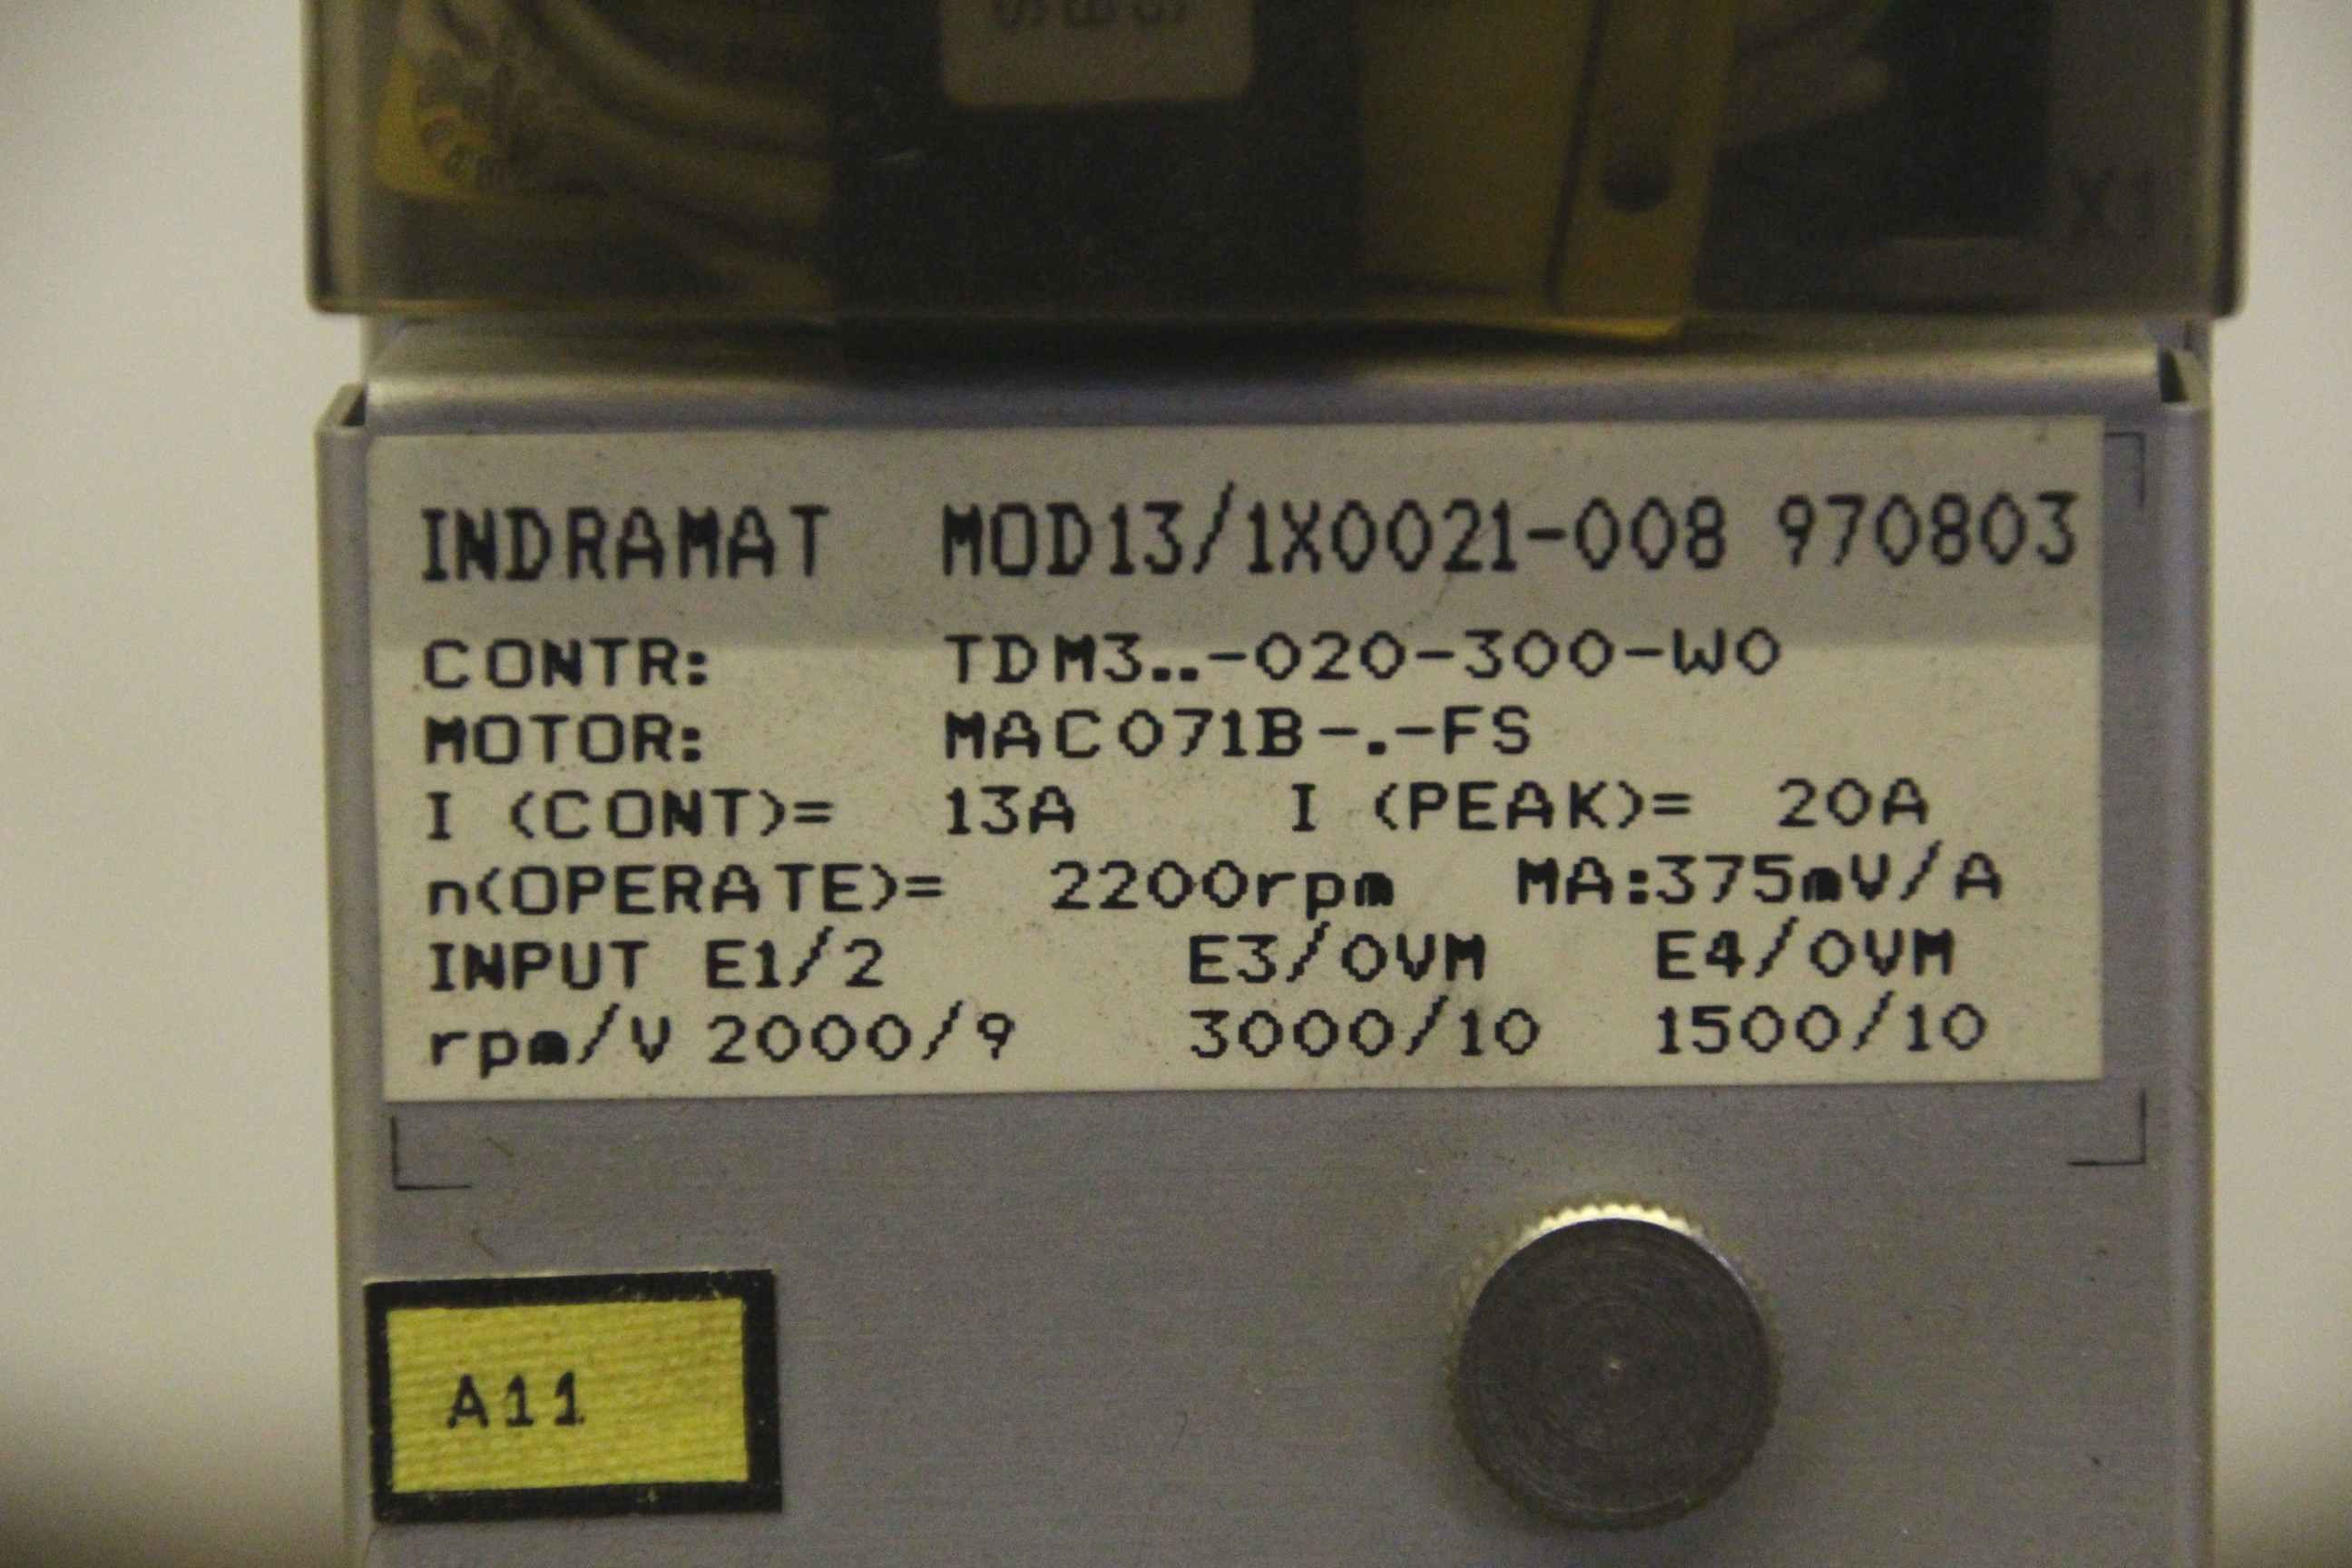 X1
INDRAMAT MOD13/1X0021-008 970803
CONTR: TDM3..-020-300-W0
MOTOR: MAC071B-.-FS
I (CONT)= 13A I (PEAK)= 20A
n(OPERATE)= 2200rpm MA:375mV/A
INPUT E1/2 E3/0VM E4/0VM
rpm/V 2000/9 3000/10 1500/10
A11